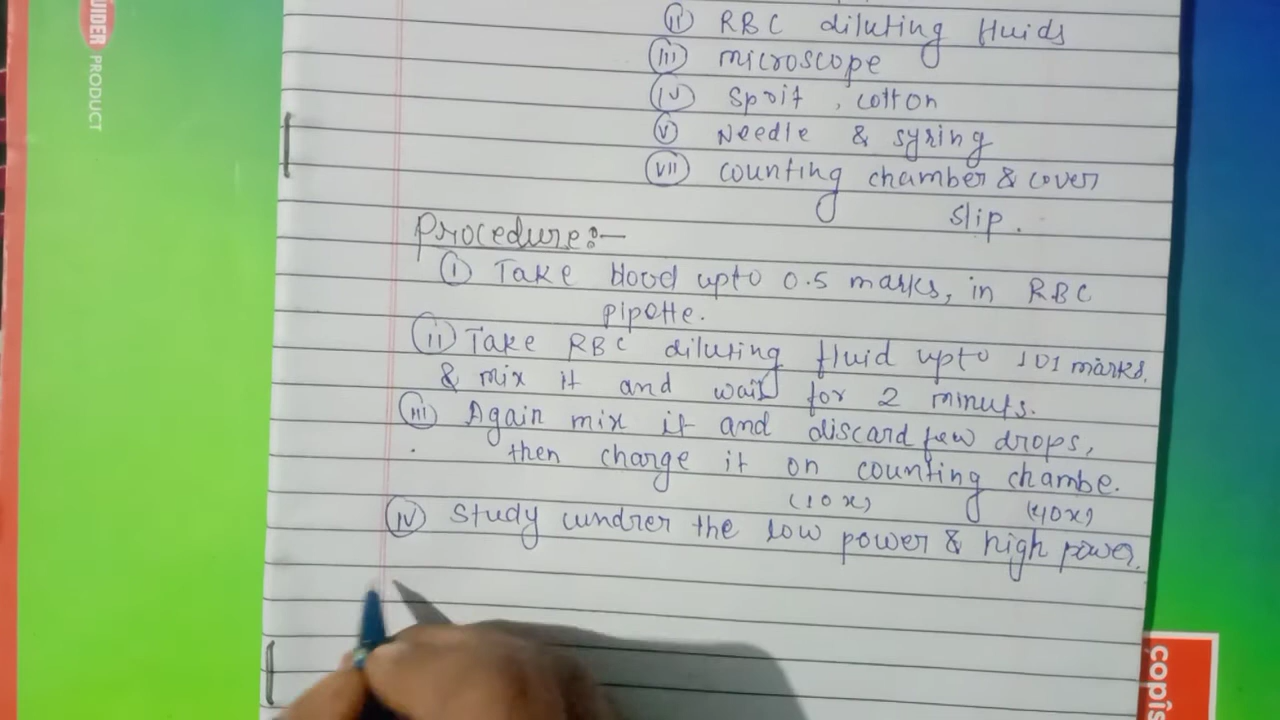 UIDER PRODUCT
(ii) RBC diluting fluids
(iii) microscope
(iv) sprit, cotton
(v) Needle & syring
(vii) counting chamber & cover
slip.
Procedure:-
(i) Take blood upto 0.5 marks, in RBC
pipette.
(ii) Take RBC diluting fluid upto 101 marks.
& mix it and wait for 2 minuts.
(iii) Again mix it and discard few drops,
then charge it on counting chambe.
(10x) (40x)
(iv) Study undrer the low power & high power.
copis